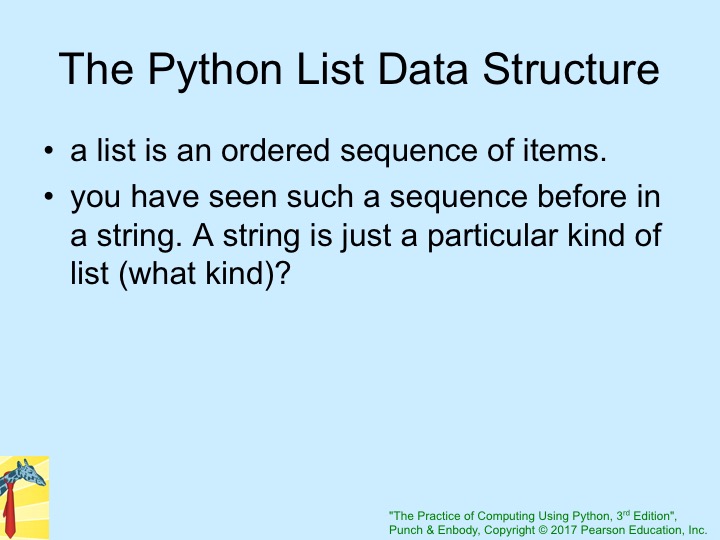 The Python List Data Structure
• a list is an ordered sequence of items.
• you have seen such a sequence before in
a string. A string is just a particular kind of
list (what kind)?
"The Practice of Computing Using Python, 3rd Edition",
Punch & Enbody, Copyright © 2017 Pearson Education, Inc.